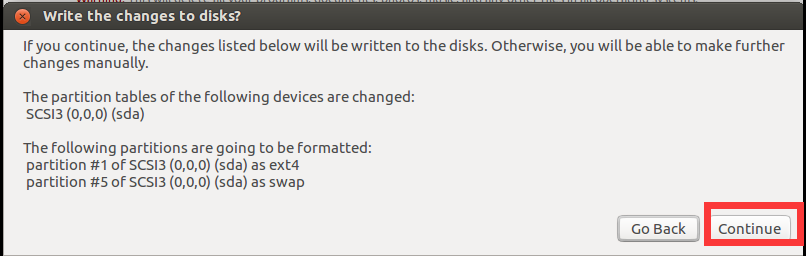 Write the changes to disks?
If you continue, the changes listed below will be written to the disks. Otherwise, you will be able to make further
changes manually.
The partition tables of the following devices are changed:
SCSI3 (0,0,0) (sda)
The following partitions are going to be formatted:
partition #1 of SCSI3 (0,0,0) (sda) as ext4
partition #5 of SCSI3 (0,0,0) (sda) as swap
Go Back
Continue